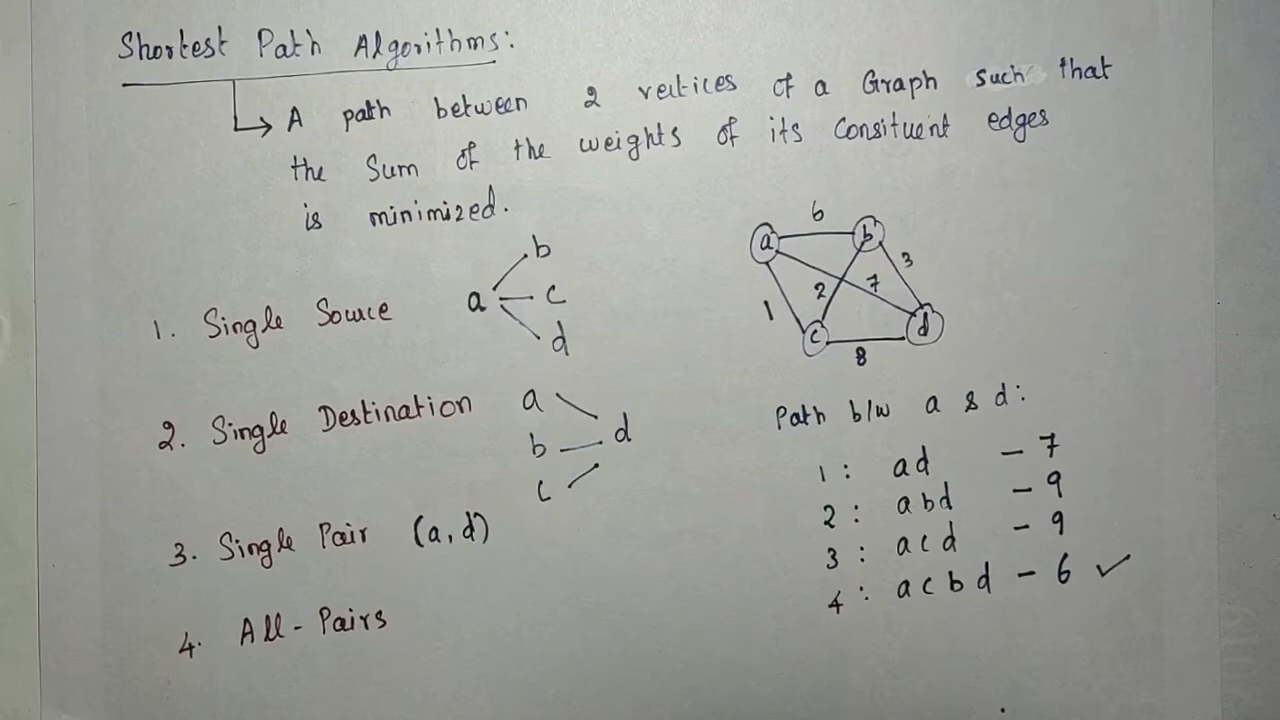 Shortest Path Algorithms:
A path between 2 vertices of a Graph such that
the Sum of the weights of its Consituent edges
is minimized.
1. Single Source
a
b
c
d
2. Single Destination
a
b
c
d
3. Single Pair (a,d)
4. All-Pairs
6
a
b
3
2
7
1
c
d
8
Path b/w a & d:
1: ad - 7
2: abd - 9
3: acd - 9
4: acbd - 6 ✓